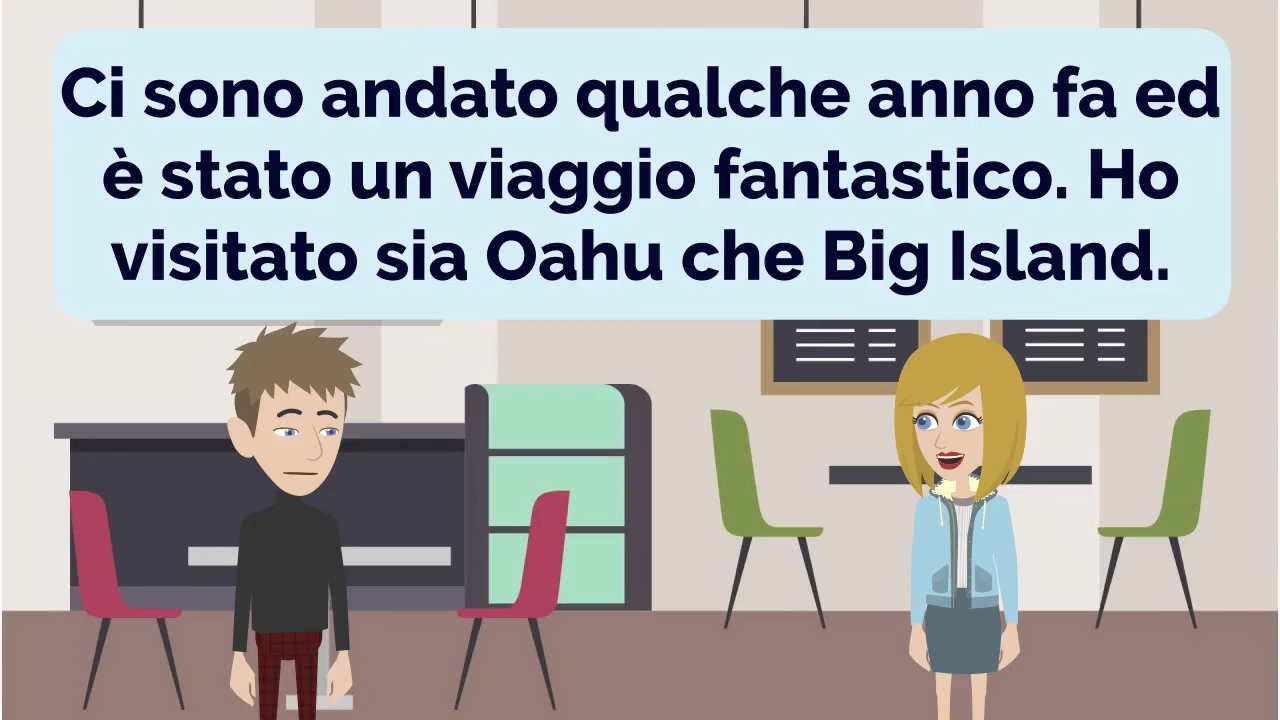 Ci sono andato qualche anno fa ed
è stato un viaggio fantastico. Ho
visitato sia Oahu che Big Island.